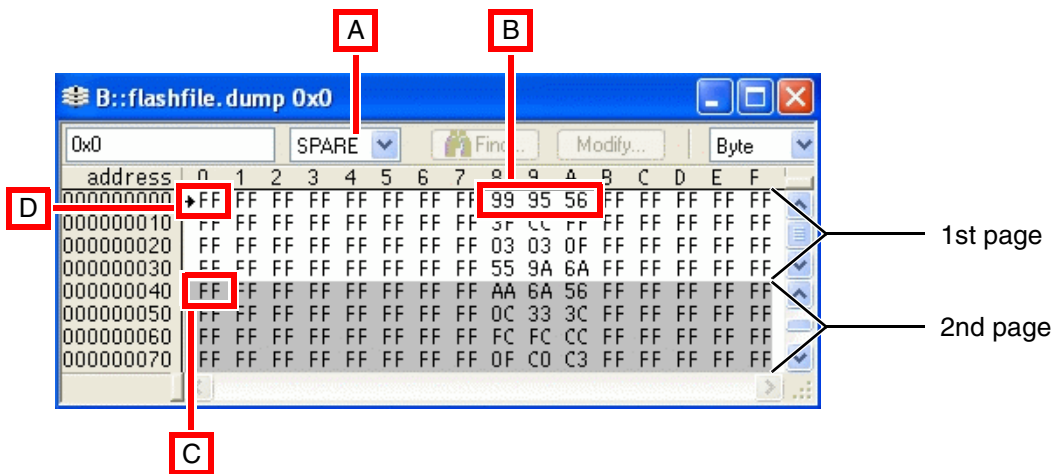 A B
B::flashfile.dump 0x0
0x0 SPARE Find... Modify... Byte
address 0 1 2 3 4 5 6 7 8 9 A B C D E F
D 000000000 FF FF FF FF FF FF FF FF 99 95 56 FF FF FF FF FF
000000010 FF FF FF FF FF FF FF FF 3F CC FF FF FF FF FF FF
1st page
000000020 FF FF FF FF FF FF FF FF 03 03 0F FF FF FF FF FF
000000030 FF FF FF FF FF FF FF FF 55 9A 6A FF FF FF FF FF
000000040 FF FF FF FF FF FF FF FF AA 6A 56 FF FF FF FF FF
000000050 FF FF FF FF FF FF FF FF 0C 33 3C FF FF FF FF FF
2nd page
000000060 FF FF FF FF FF FF FF FF FC FC CC FF FF FF FF FF
000000070 FF FF FF FF FF FF FF FF 0F C0 C3 FF FF FF FF FF
C